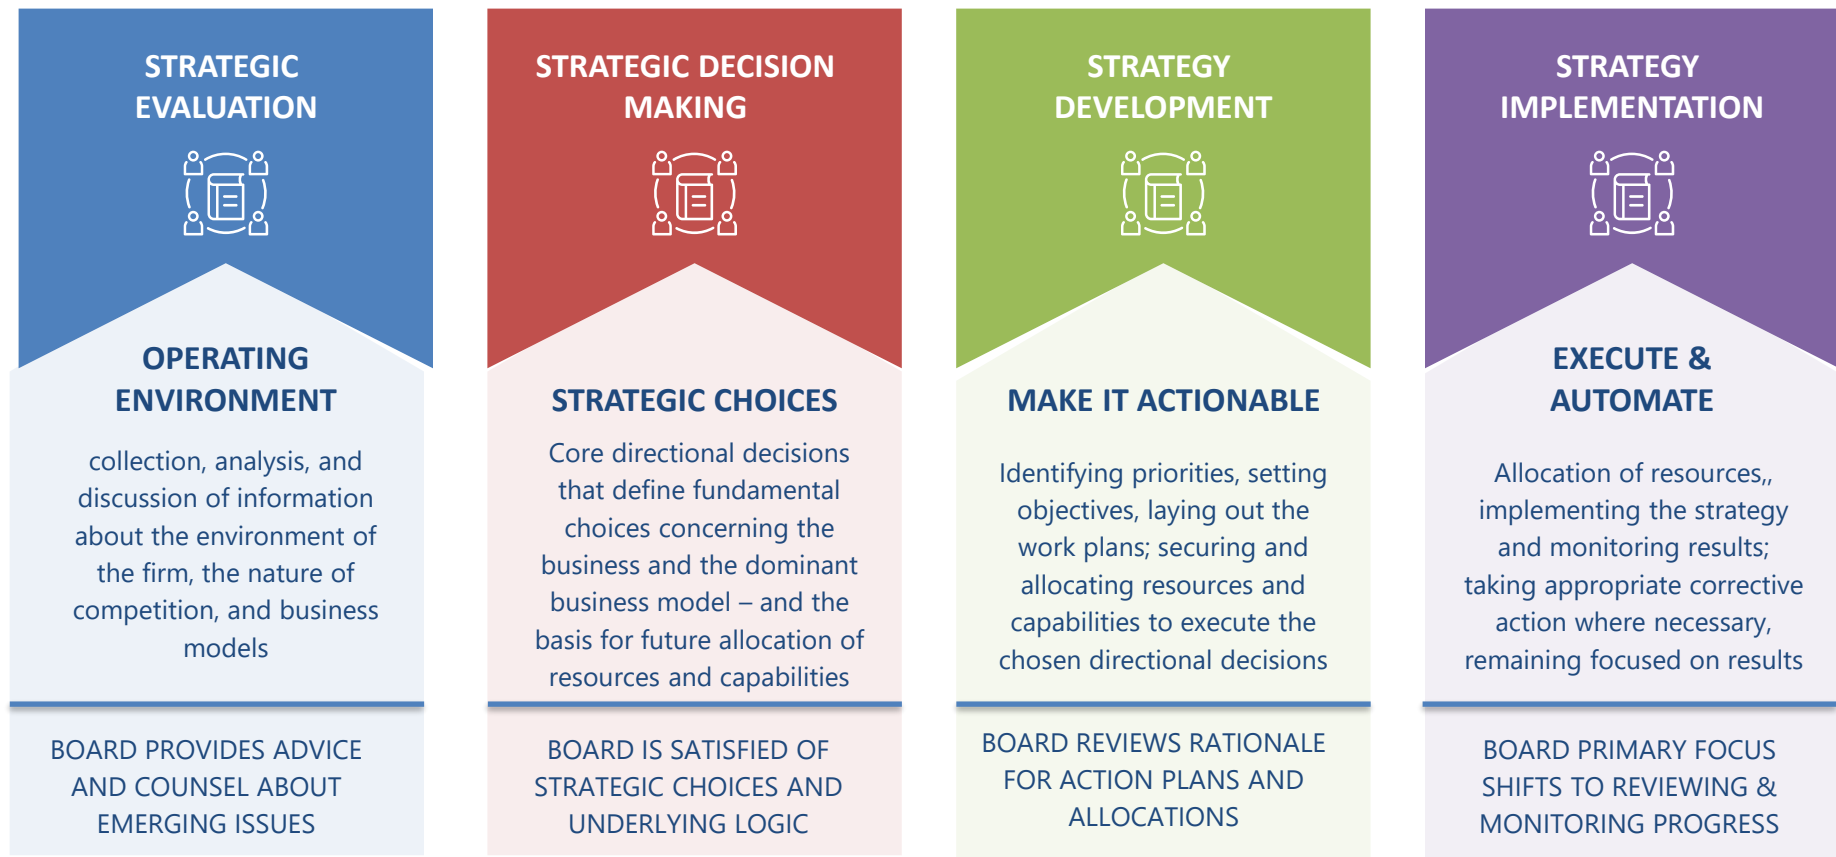 STRATEGIC
EVALUATION
OPERATING
ENVIRONMENT
collection, analysis, and
discussion of information
about the environment of
the firm, the nature of
competition, and business
models
BOARD PROVIDES ADVICE
AND COUNSEL ABOUT
EMERGING ISSUES
STRATEGIC DECISION
MAKING
STRATEGIC CHOICES
Core directional decisions
that define fundamental
choices concerning the
business and the dominant
business model – and the
basis for future allocation of
resources and capabilities
BOARD IS SATISFIED OF
STRATEGIC CHOICES AND
UNDERLYING LOGIC
STRATEGY
DEVELOPMENT
MAKE IT ACTIONABLE
Identifying priorities, setting
objectives, laying out the
work plans; securing and
allocating resources and
capabilities to execute the
chosen directional decisions
BOARD REVIEWS RATIONALE
FOR ACTION PLANS AND
ALLOCATIONS
STRATEGY
IMPLEMENTATION
EXECUTE &
AUTOMATE
Allocation of resources,,
implementing the strategy
and monitoring results;
taking appropriate corrective
action where necessary,
remaining focused on results
BOARD PRIMARY FOCUS
SHIFTS TO REVIEWING &
MONITORING PROGRESS